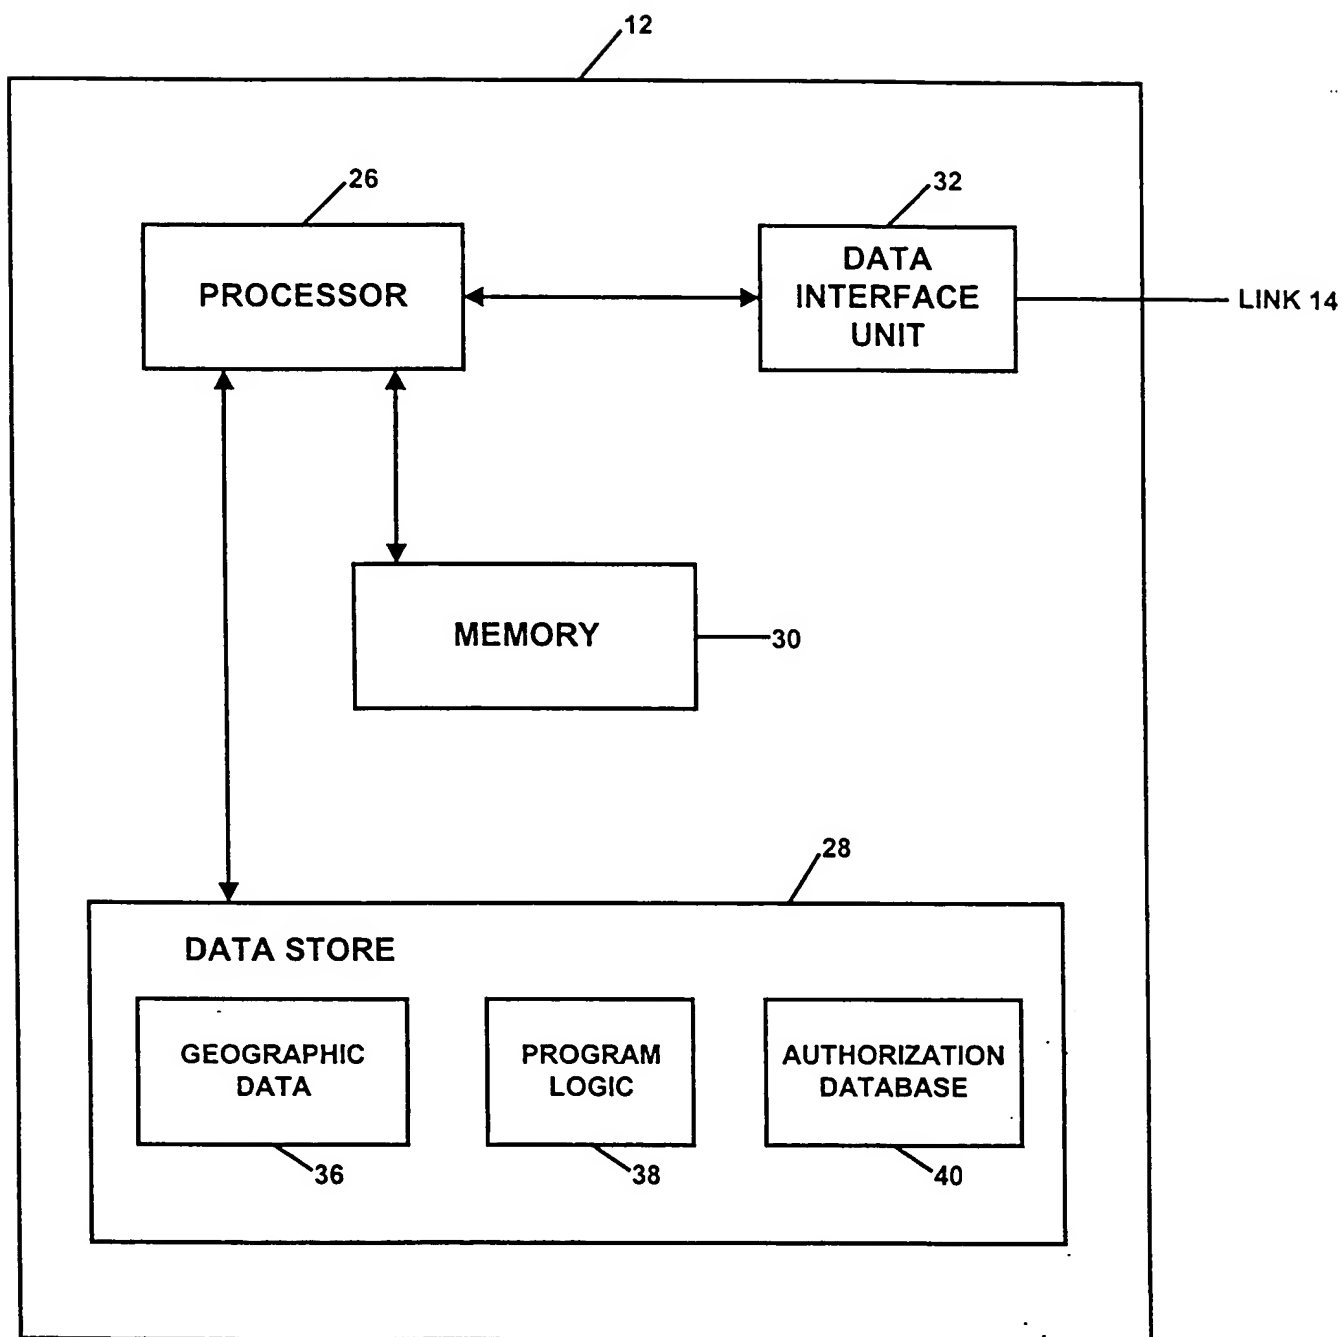 12
26
32
PROCESSOR
DATA
INTERFACE
UNIT
LINK 14
MEMORY
30
28
DATA STORE
GEOGRAPHIC
DATA
PROGRAM
LOGIC
AUTHORIZATION
DATABASE
36
38
40